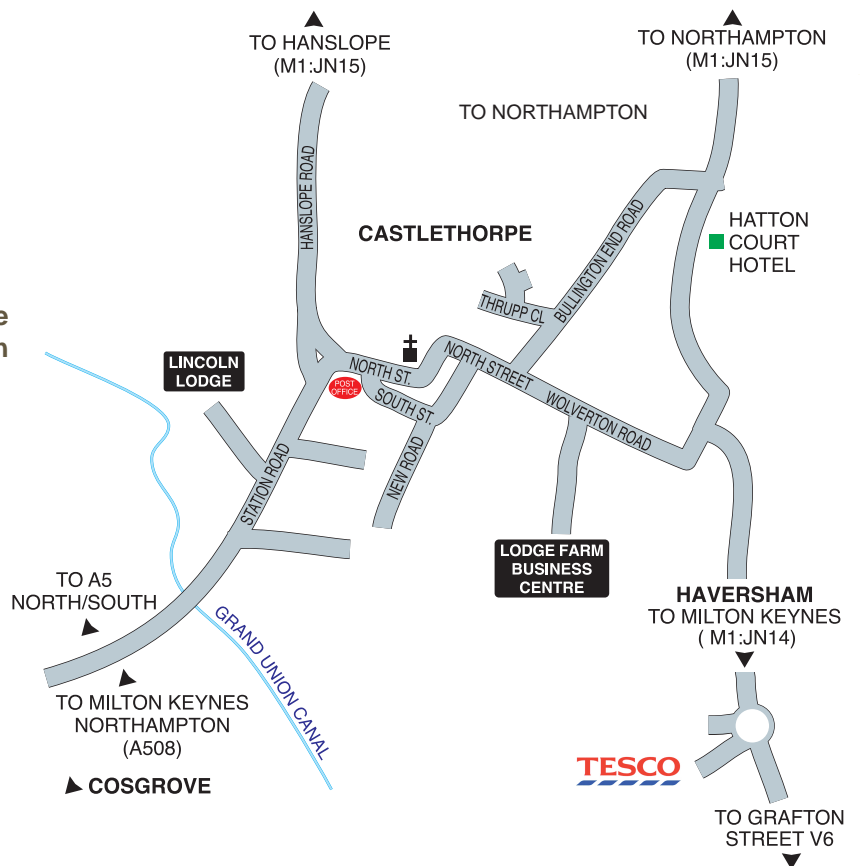 TO HANSLOPE
(M1:JN15)
TO NORTHAMPTON
(M1:JN15)
TO NORTHAMPTON
HANSLOPE ROAD
CASTLETHORPE
BULLINGTON END ROAD
HATTON
COURT
HOTEL
THRUPP CL
e
n
LINCOLN
LODGE
POST
OFFICE
NORTH ST.
NORTH STREET
SOUTH ST.
WOLVERTON ROAD
STATION ROAD
NEW ROAD
LODGE FARM
BUSINESS
CENTRE
TO A5
NORTH/SOUTH
GRAND UNION CANAL
HAVERSHAM
TO MILTON KEYNES
( M1:JN14)
TO MILTON KEYNES
NORTHAMPTON
(A508)
COSGROVE
TESCO
TO GRAFTON
STREET V6